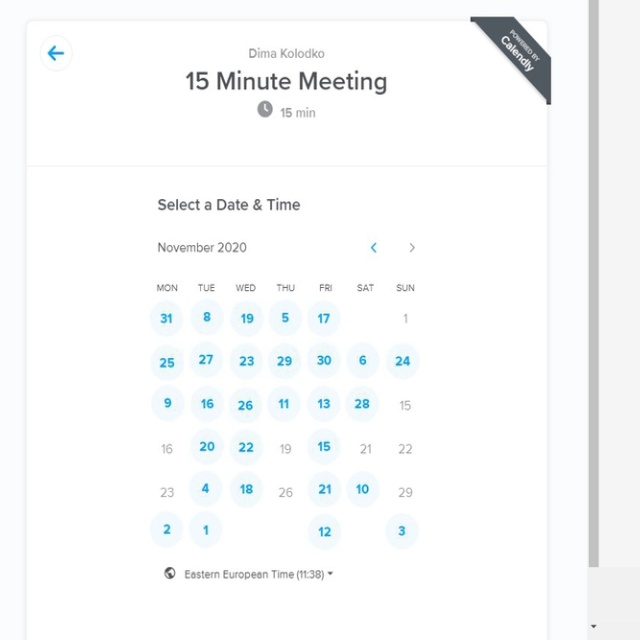 POWERED BY
Calendly
Dima Kolodko
15 Minute Meeting
15 min
Select a Date & Time
November 2020
MON TUE WED THU FRI SAT SUN
31 8 19 5 17 1
25 27 23 29 30 6 24
9 16 26 11 13 28 15
16 20 22 19 15 21 22
23 4 18 26 21 10 29
2 1 12 3
Eastern European Time (11:38)